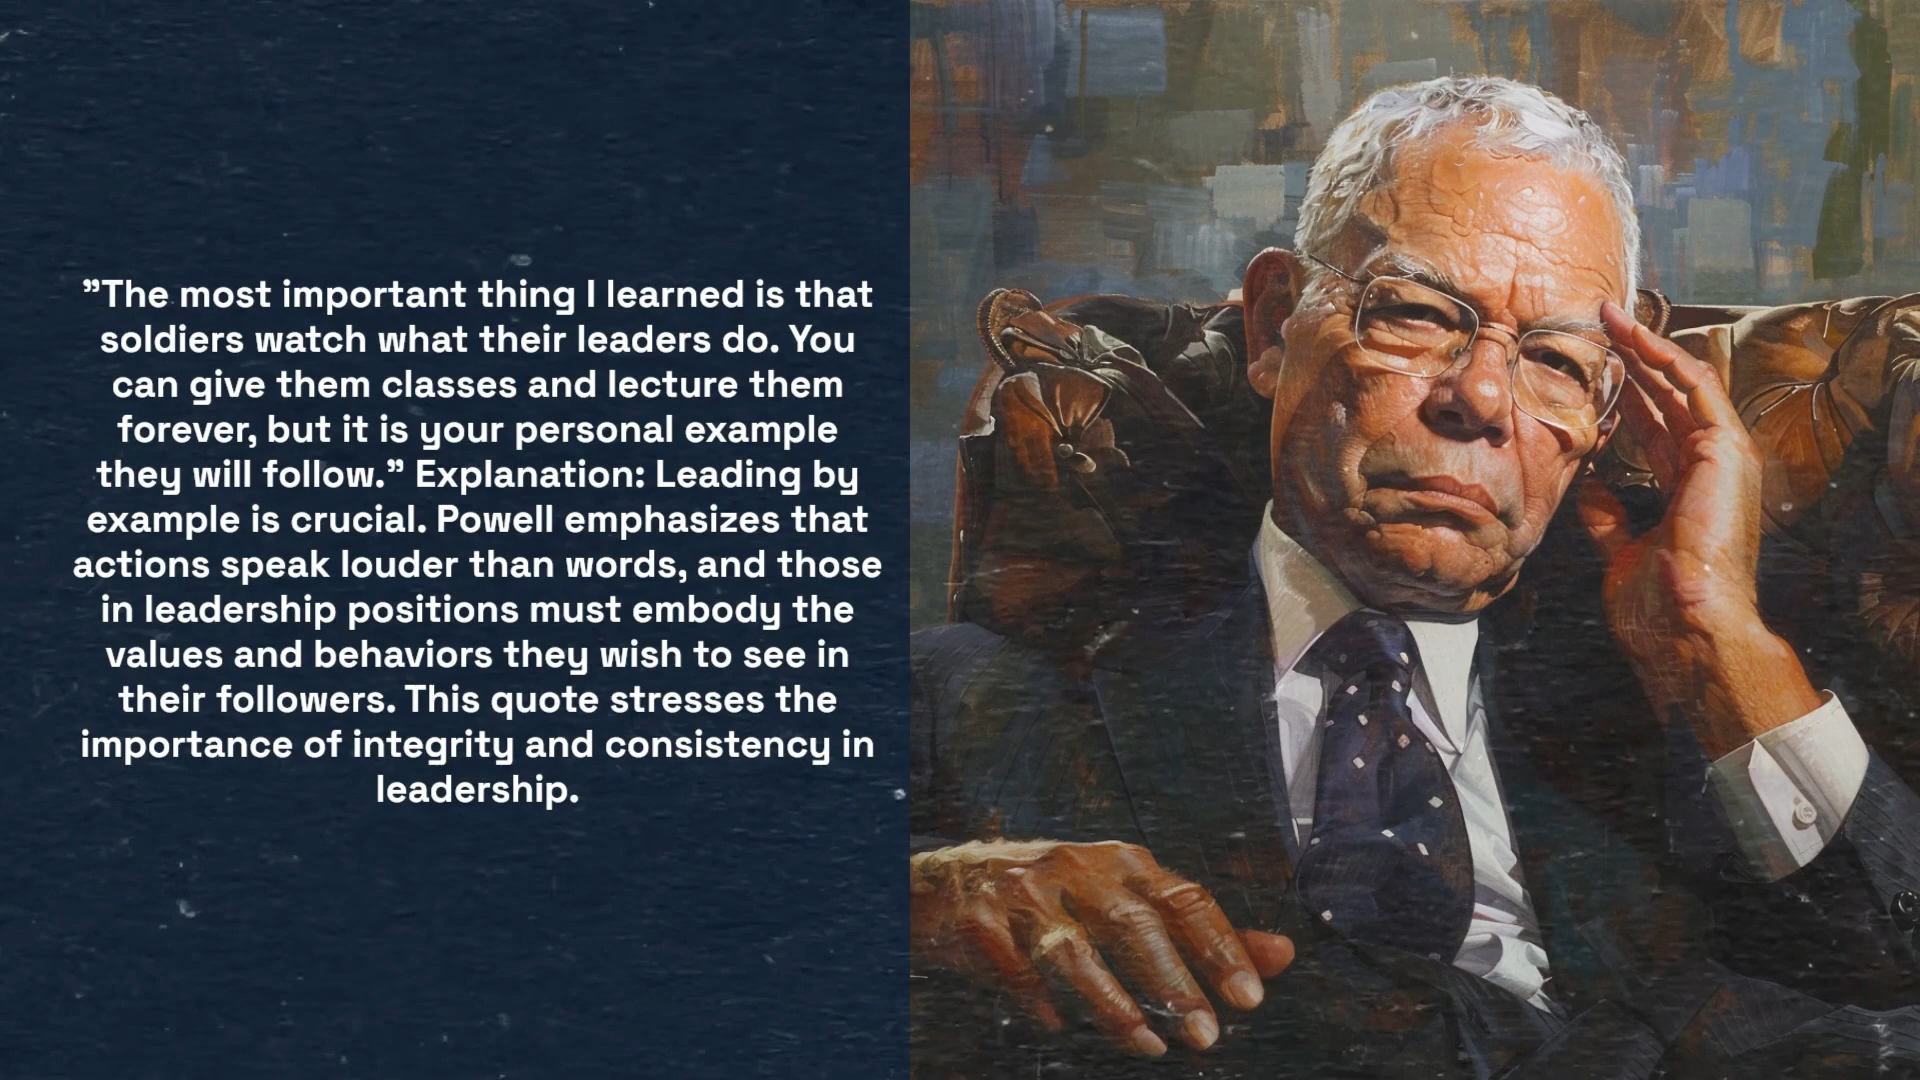 ”The most important thing I learned is that
soldiers watch what their leaders do. You
can give them classes and lecture them
forever, but it is your personal example
they will follow.” Explanation: Leading by
example is crucial. Powell emphasizes that
actions speak louder than words, and those
in leadership positions must embody the
values and behaviors they wish to see in
their followers. This quote stresses the
importance of integrity and consistency in
leadership.